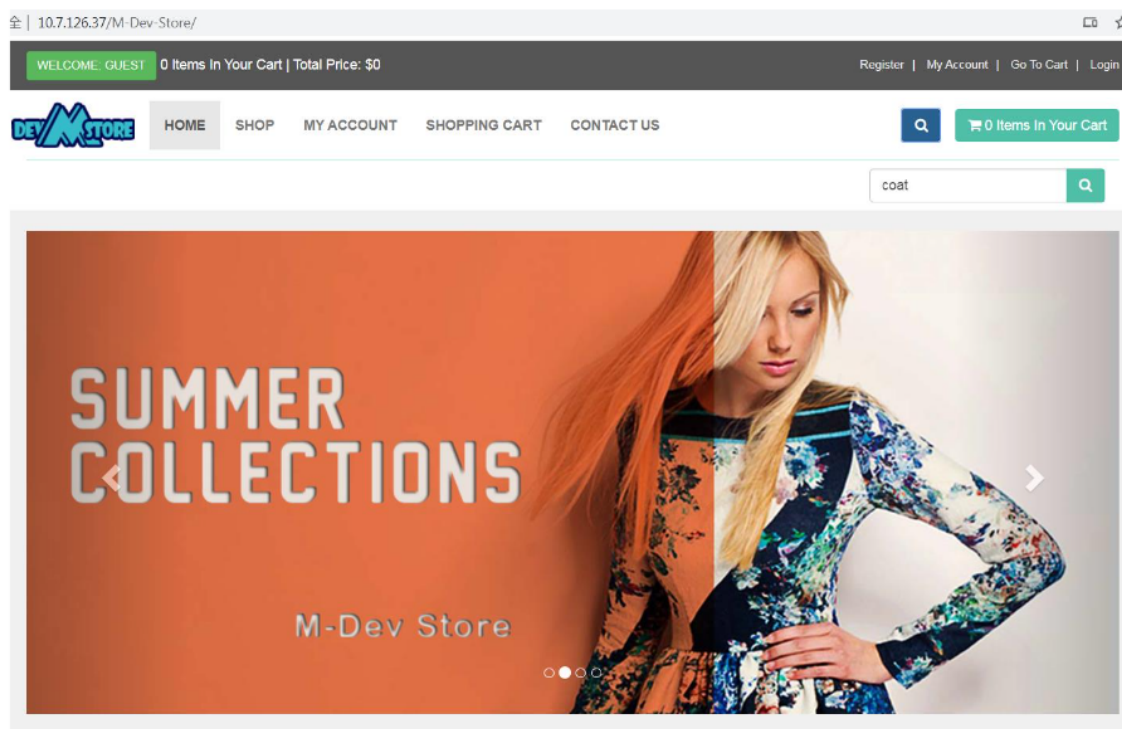 全 | 10.7.126.37/M-Dev-Store/
WELCOME: GUEST 0 Items In Your Cart | Total Price: $0
Register | My Account | Go To Cart | Login
DEV M STORE
HOME SHOP MY ACCOUNT SHOPPING CART CONTACT US
0 Items In Your Cart
coat
SUMMER
COLLECTIONS
M-Dev Store